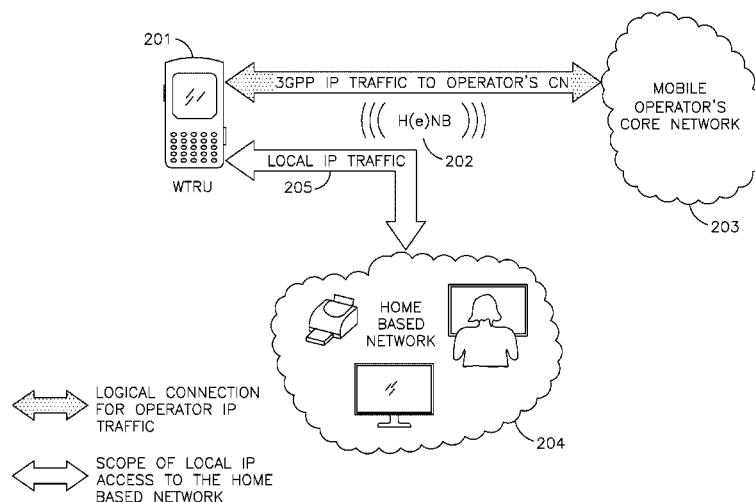 201
3GPP IP TRAFFIC TO OPERATOR'S CN
MOBILE
OPERATOR'S
CORE NETWORK
H(e)NB
LOCAL IP TRAFFIC
205
202
WTRU
203
HOME
BASED
NETWORK
204
LOGICAL CONNECTION
FOR OPERATOR IP
TRAFFIC
SCOPE OF LOCAL IP
ACCESS TO THE HOME
BASED NETWORK